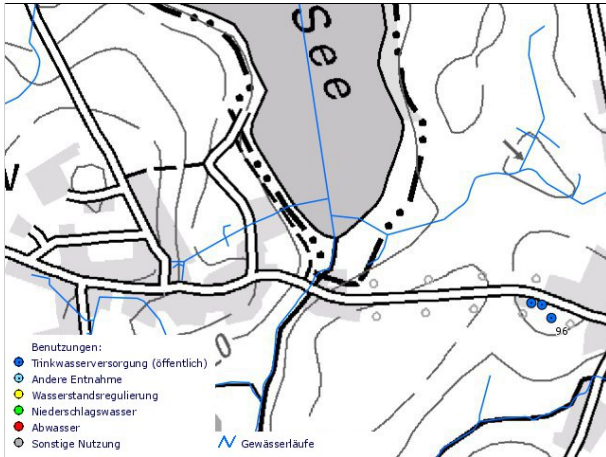 See
96
Benutzungen:
Trinkwasserversorgung (öffentlich)
Andere Entnahme
Wasserstandsregulierung
Niederschlagswasser
Abwasser
Sonstige Nutzung
Gewässerläufe